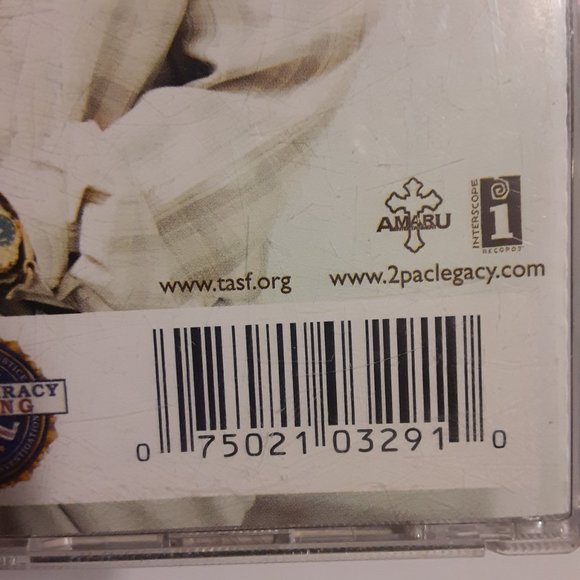 AMARU
INTERSCOPE
RECORDS
www.tasf.org
www.2paclegacy.com
0 75021 03291 0